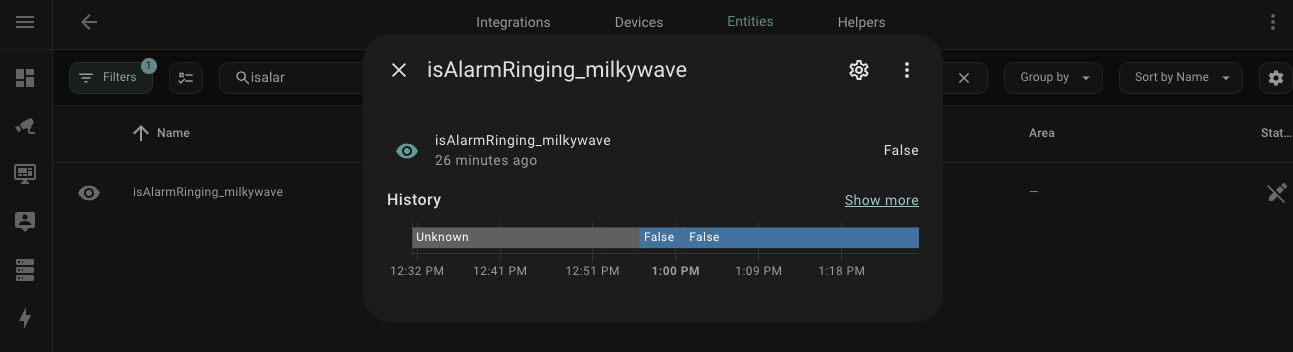 Integrations Devices Entities Helpers
Filters 1 isalar Group by Sort by Name
isAlarmRinging_milkywave
Name Area Stat...
isAlarmRinging_milkywave
26 minutes ago
False
isAlarmRinging_milkywave –
History Show more
Unknown False False
12:32 PM 12:41 PM 12:51 PM 1:00 PM 1:09 PM 1:18 PM